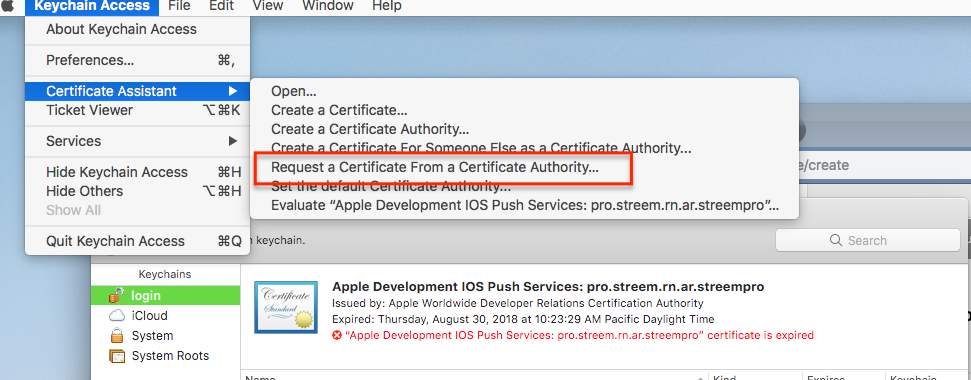 Keychain Access File Edit View Window Help
About Keychain Access
Preferences... ⌘,
Certificate Assistant ▶
Ticket Viewer ⌥⌘K
Services ▶
Hide Keychain Access ⌘H
Hide Others ⌥⌘H
Show All
Quit Keychain Access ⌘Q
Open...
Create a Certificate...
Create a Certificate Authority...
Create a Certificate For Someone Else as a Certificate Authority...
Request a Certificate From a Certificate Authority...
Set the default Certificate Authority...
Evaluate “Apple Development IOS Push Services: pro.streem.rn.ar.streempro”...
e/create
keychain.
Search
Keychains
login
iCloud
System
System Roots
Certificate
Standard
Apple Development IOS Push Services: pro.streem.rn.ar.streempro
Issued by: Apple Worldwide Developer Relations Certification Authority
Expired: Thursday, August 30, 2018 at 10:23:29 AM Pacific Daylight Time
“Apple Development IOS Push Services: pro.streem.rn.ar.streempro” certificate is expired
Name Kind Expires Keychain